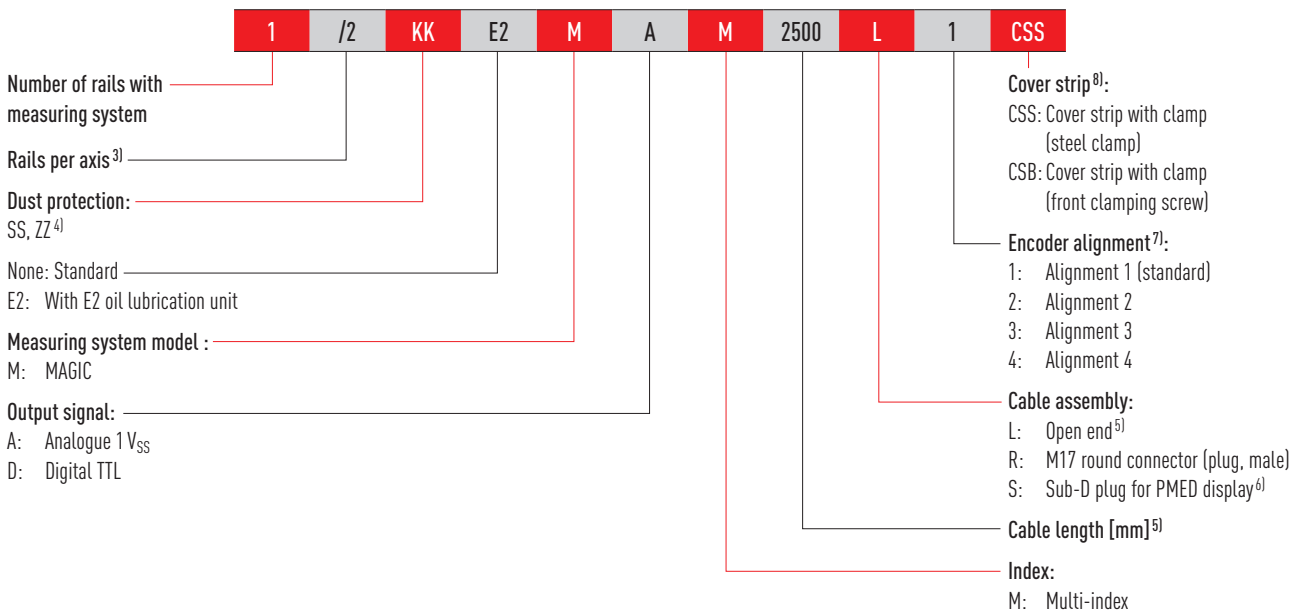 1 /2 KK E2 M A M 2500 L 1 CSS
Number of rails with
measuring system
Rails per axis 3)
Dust protection:
SS, ZZ 4)
None: Standard
E2: With E2 oil lubrication unit
Measuring system model :
M: MAGIC
Output signal:
A: Analogue 1 VSS
D: Digital TTL
Cover strip 8):
CSS: Cover strip with clamp
(steel clamp)
CSB: Cover strip with clamp
(front clamping screw)
Encoder alignment 7):
1: Alignment 1 (standard)
2: Alignment 2
3: Alignment 3
4: Alignment 4
Cable assembly:
L: Open end 5)
R: M17 round connector (plug, male)
S: Sub-D plug for PMED display 6)
Cable length [mm] 5)
Index:
M: Multi-index